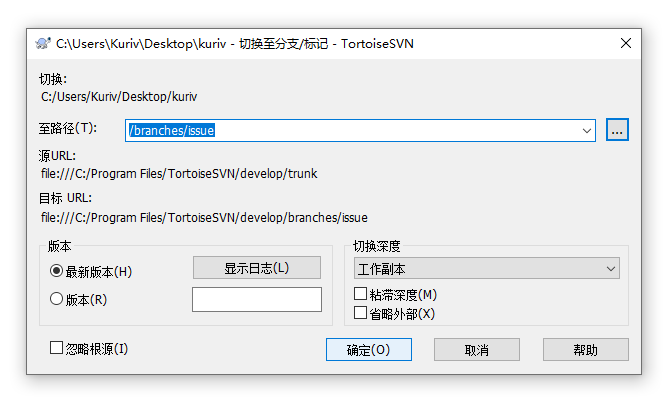 C:\Users\Kuriv\Desktop\kuriv - 切换至分支/标记 - TortoiseSVN
切换:
C:/Users/Kuriv/Desktop/kuriv
至路径(T):
/branches/issue
...
源URL:
file:///C:/Program Files/TortoiseSVN/develop/trunk
目标 URL:
file:///C:/Program Files/TortoiseSVN/develop/branches/issue
版本
最新版本(H)
显示日志(L)
版本(R)
切换深度
工作副本
粘带深度(M)
省略外部(X)
忽略根源(I)
确定(O)
取消
帮助